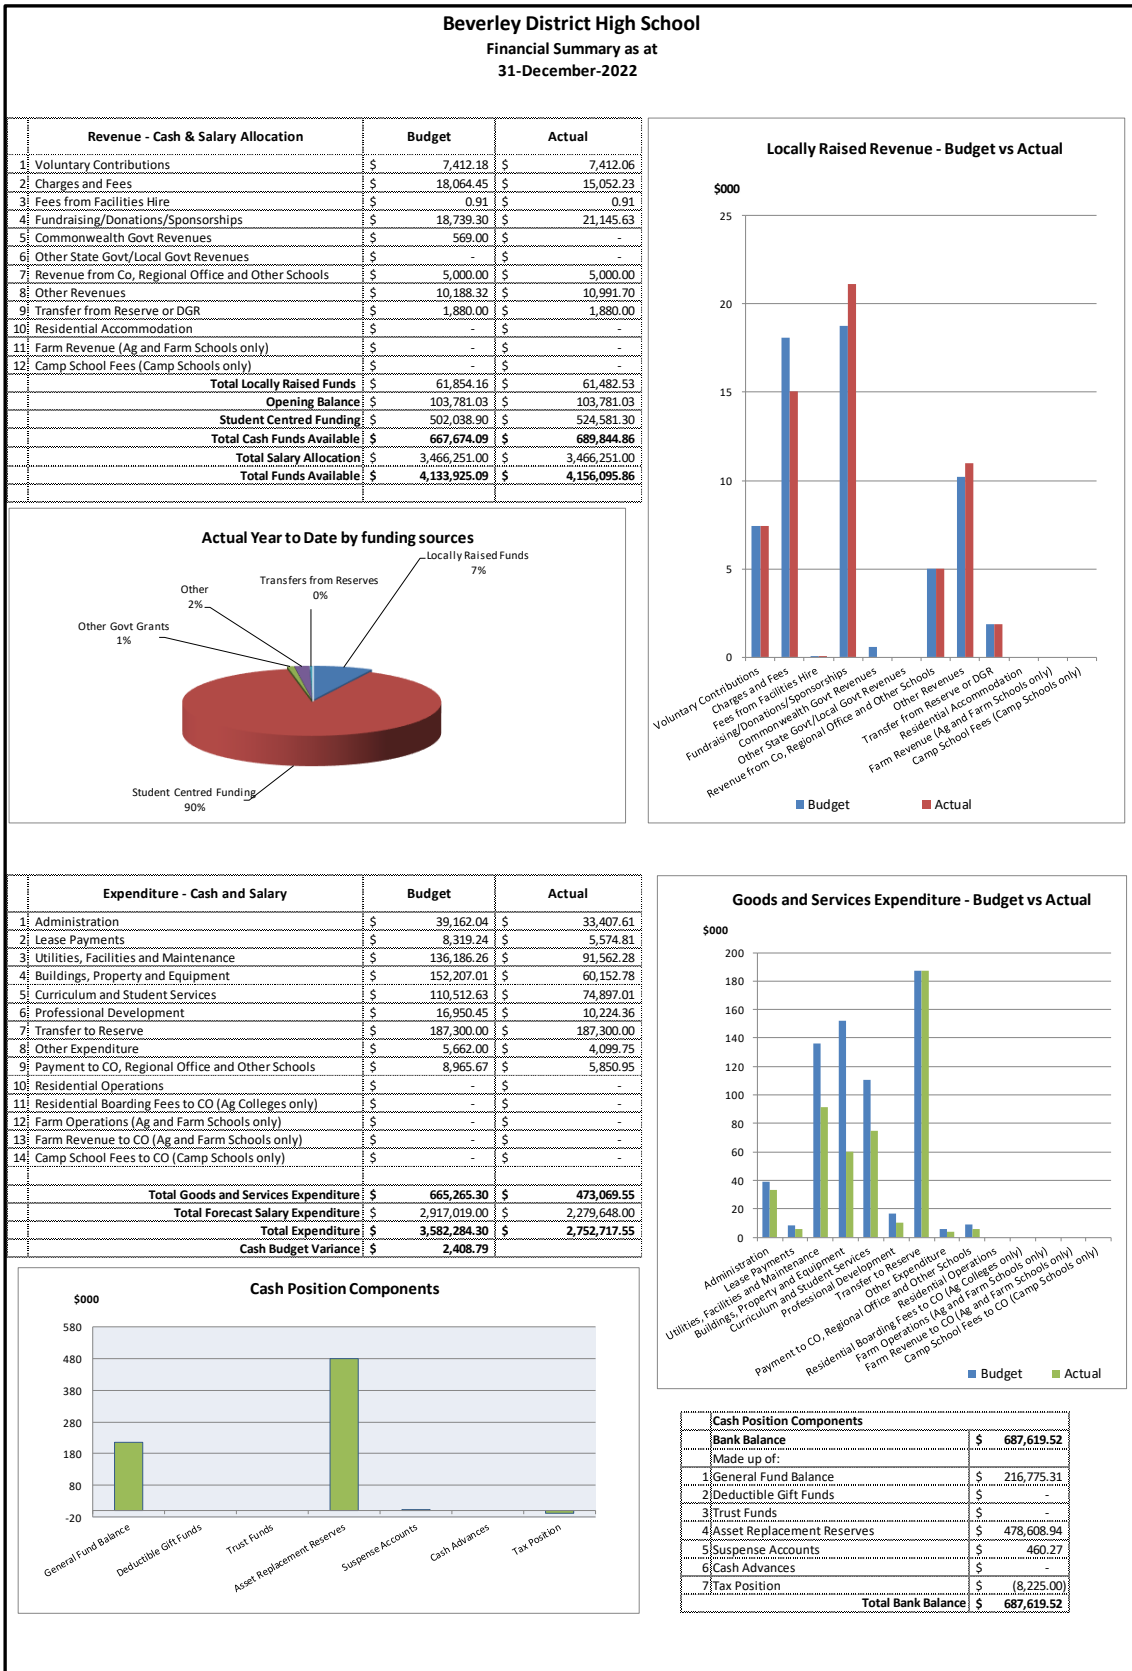 Beverley District High School
Financial Summary as at
31-December-2022
Revenue - Cash & Salary Allocation Budget Actual
1 Voluntary Contributions $ 7,412.18 $ 7,412.06
2 Charges and Fees $ 18,064.45 $ 15,052.23
3 Fees from Facilities Hire $ 0.91 $ 0.91
4 Fundraising/Donations/Sponsorships $ 18,739.30 $ 21,145.63
5 Commonwealth Govt Revenues $ 569.00 $ -
6 Other State Govt/Local Govt Revenues $ - $ -
7 Revenue from Co, Regional Office and Other Schools $ 5,000.00 $ 5,000.00
8 Other Revenues $ 10,188.32 $ 10,991.70
9 Transfer from Reserve or DGR $ 1,880.00 $ 1,880.00
10 Residential Accommodation $ - $ -
11 Farm Revenue (Ag and Farm Schools only) $ - $ -
12 Camp School Fees (Camp Schools only) $ - $ -
Total Locally Raised Funds $ 61,854.16 $ 61,482.53
Opening Balance $ 103,781.03 $ 103,781.03
Student Centred Funding $ 502,038.90 $ 524,581.30
Total Cash Funds Available $ 667,674.09 $ 689,844.86
Total Salary Allocation $ 3,466,251.00 $ 3,466,251.00
Total Funds Available $ 4,133,925.09 $ 4,156,095.86
Locally Raised Revenue - Budget vs Actual
$000
25
20
15
10
5
0
Voluntary Contributions
Charges and Fees
Fees from Facilities Hire
Fundraising/Donations/Sponsorships
Commonwealth Govt Revenues
Other State Govt/Local Govt Revenues
Revenue from Co, Regional Office and Other Schools
Other Revenues
Transfer from Reserve or DGR
Residential Accommodation
Farm Revenue (Ag and Farm Schools only)
Camp School Fees (Camp Schools only)
Budget Actual
Actual Year to Date by funding sources
Locally Raised Funds
7%
Transfers from Reserves
0%
Other
2%
Other Govt Grants
1%
Student Centred Funding
90%
Expenditure - Cash and Salary Budget Actual
1 Administration $ 39,162.04 $ 33,407.61
2 Lease Payments $ 8,319.24 $ 5,574.81
3 Utilities, Facilities and Maintenance $ 136,186.26 $ 91,562.28
4 Buildings, Property and Equipment $ 152,207.01 $ 60,152.78
5 Curriculum and Student Services $ 110,512.63 $ 74,897.01
6 Professional Development $ 16,950.45 $ 10,224.36
7 Transfer to Reserve $ 187,300.00 $ 187,300.00
8 Other Expenditure $ 5,662.00 $ 4,099.75
9 Payment to CO, Regional Office and Other Schools $ 8,965.67 $ 5,850.95
10 Residential Operations $ - $ -
11 Residential Boarding Fees to CO (Ag Colleges only) $ - $ -
12 Farm Operations (Ag and Farm Schools only) $ - $ -
13 Farm Revenue to CO (Ag and Farm Schools only) $ - $ -
14 Camp School Fees to CO (Camp Schools only) $ - $ -
Total Goods and Services Expenditure $ 665,265.30 $ 473,069.55
Total Forecast Salary Expenditure $ 2,917,019.00 $ 2,279,648.00
Total Expenditure $ 3,582,284.30 $ 2,752,717.55
Cash Budget Variance $ 2,408.79
Goods and Services Expenditure - Budget vs Actual
$000
200
180
160
140
120
100
80
60
40
20
0
Administration
Lease Payments
Utilities, Facilities and Maintenance
Buildings, Property and Equipment
Curriculum and Student Services
Professional Development
Transfer to Reserve
Other Expenditure
Payment to CO, Regional Office and Other Schools
Residential Operations
Residential Boarding Fees to CO (Ag Colleges only)
Farm Operations (Ag and Farm Schools only)
Farm Revenue to CO (Ag and Farm Schools only)
Camp School Fees to CO (Camp Schools only)
Budget Actual
Cash Position Components
$000
580
480
380
280
180
80
-20
General Fund Balance
Deductible Gift Funds
Trust Funds
Asset Replacement Reserves
Suspense Accounts
Cash Advances
Tax Position
Cash Position Components
Bank Balance $ 687,619.52
Made up of:
1 General Fund Balance $ 216,775.31
2 Deductible Gift Funds $ -
3 Trust Funds $ -
4 Asset Replacement Reserves $ 478,608.94
5 Suspense Accounts $ 460.27
6 Cash Advances $ -
7 Tax Position $ (8,225.00)
Total Bank Balance $ 687,619.52